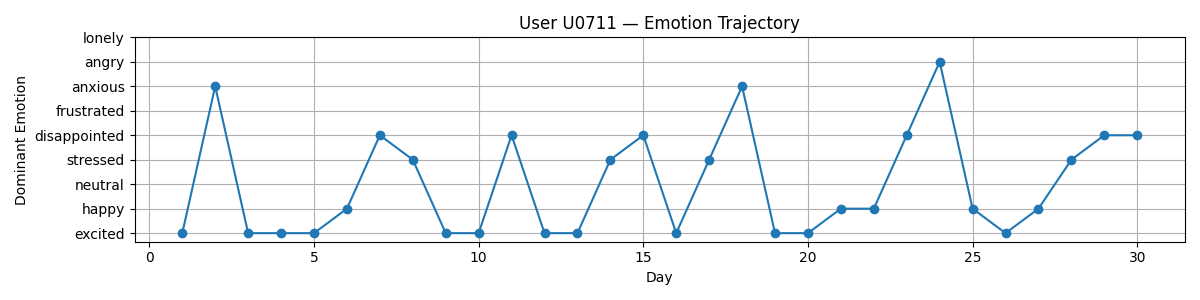 User U0711 — Emotion Trajectory
lonely
angry
anxious
frustrated
disappointed
stressed
neutral
happy
excited
Dominant Emotion
0 5 10 15 20 25 30
Day